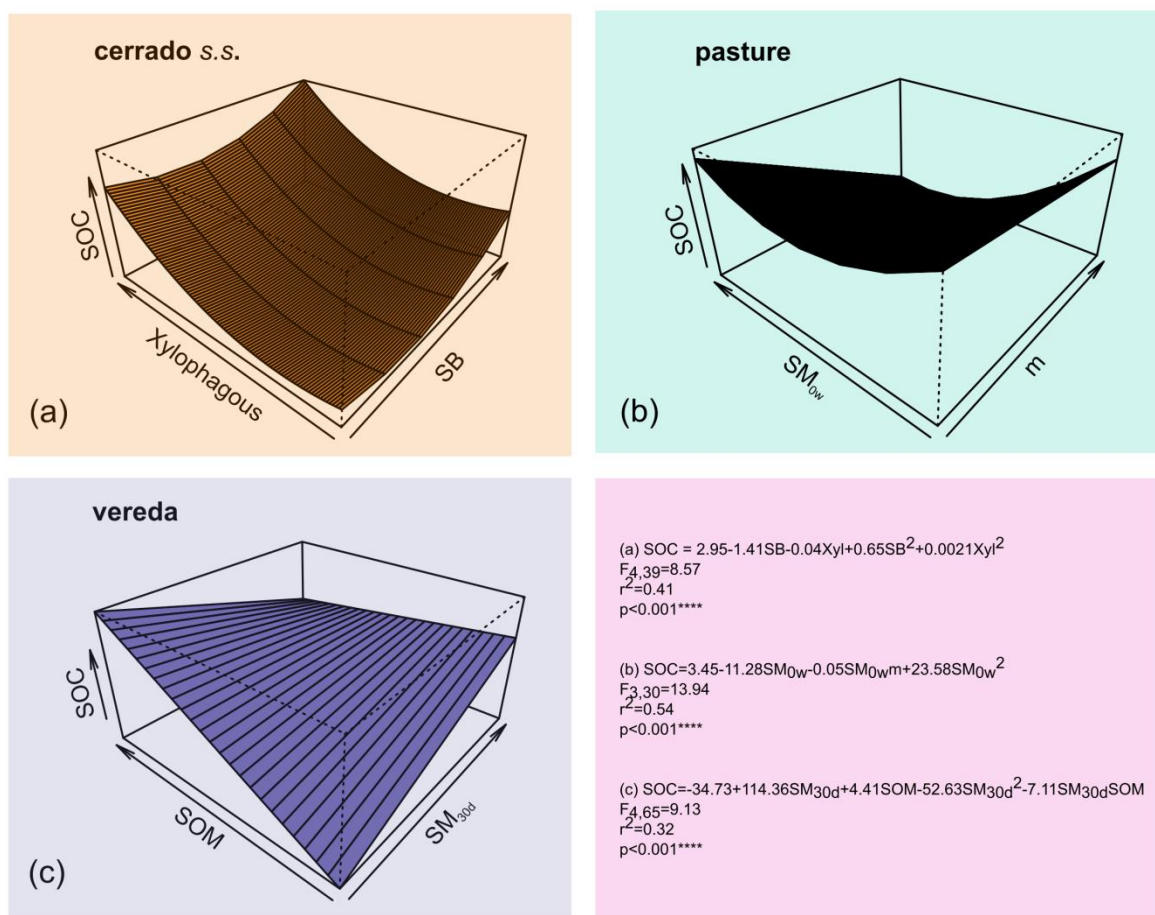 cerrado s.s.
SOC
Xylophagous
SB
(a)
pasture
SOC
SM0w
m
(b)
vereda
SOC
SOM
SM30d
(c)
(a) SOC = 2.95-1.41SB-0.04Xyl+0.65SB2+0.0021Xyl2
F4,39=8.57
r2=0.41
p<0.001****
(b) SOC=3.45-11.28SM0w-0.05SM0wm+23.58SM0w2
F3,30=13.94
r2=0.54
p<0.001****
(c) SOC=-34.73+114.36SM30d+4.41SOM-52.63SM30d2-7.11SM30dSOM
F4,65=9.13
r2=0.32
p<0.001****